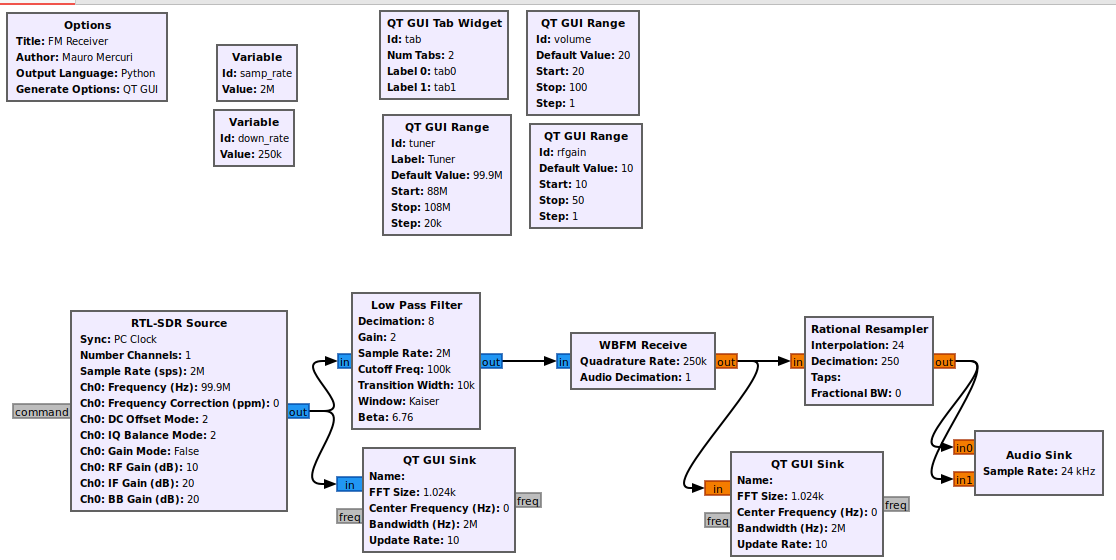 Options
Title: FM Receiver
Author: Mauro Mercuri
Output Language: Python
Generate Options: QT GUI
Variable
Id: samp_rate
Value: 2M
Variable
Id: down_rate
Value: 250k
QT GUI Tab Widget
Id: tab
Num Tabs: 2
Label 0: tab0
Label 1: tab1
QT GUI Range
Id: volume
Default Value: 20
Start: 20
Stop: 100
Step: 1
QT GUI Range
Id: tuner
Label: Tuner
Default Value: 99.9M
Start: 88M
Stop: 108M
Step: 20k
QT GUI Range
Id: rfgain
Default Value: 10
Start: 10
Stop: 50
Step: 1
RTL-SDR Source
Sync: PC Clock
Number Channels: 1
Sample Rate (sps): 2M
Ch0: Frequency (Hz): 99.9M
Ch0: Frequency Correction (ppm): 0
Ch0: DC Offset Mode: 2
Ch0: IQ Balance Mode: 2
Ch0: Gain Mode: False
Ch0: RF Gain (dB): 10
Ch0: IF Gain (dB): 20
Ch0: BB Gain (dB): 20
command
out
Low Pass Filter
Decimation: 8
Gain: 2
Sample Rate: 2M
Cutoff Freq: 100k
Transition Width: 10k
Window: Kaiser
Beta: 6.76
in
out
QT GUI Sink
Name:
FFT Size: 1.024k
Center Frequency (Hz): 0
Bandwidth (Hz): 2M
Update Rate: 10
in
freq
freq
WBFM Receive
Quadrature Rate: 250k
Audio Decimation: 1
in
out
QT GUI Sink
Name:
FFT Size: 1.024k
Center Frequency (Hz): 0
Bandwidth (Hz): 2M
Update Rate: 10
in
freq
freq
Rational Resampler
Interpolation: 24
Decimation: 250
Taps:
Fractional BW: 0
in
out
Audio Sink
Sample Rate: 24 kHz
in0
in1